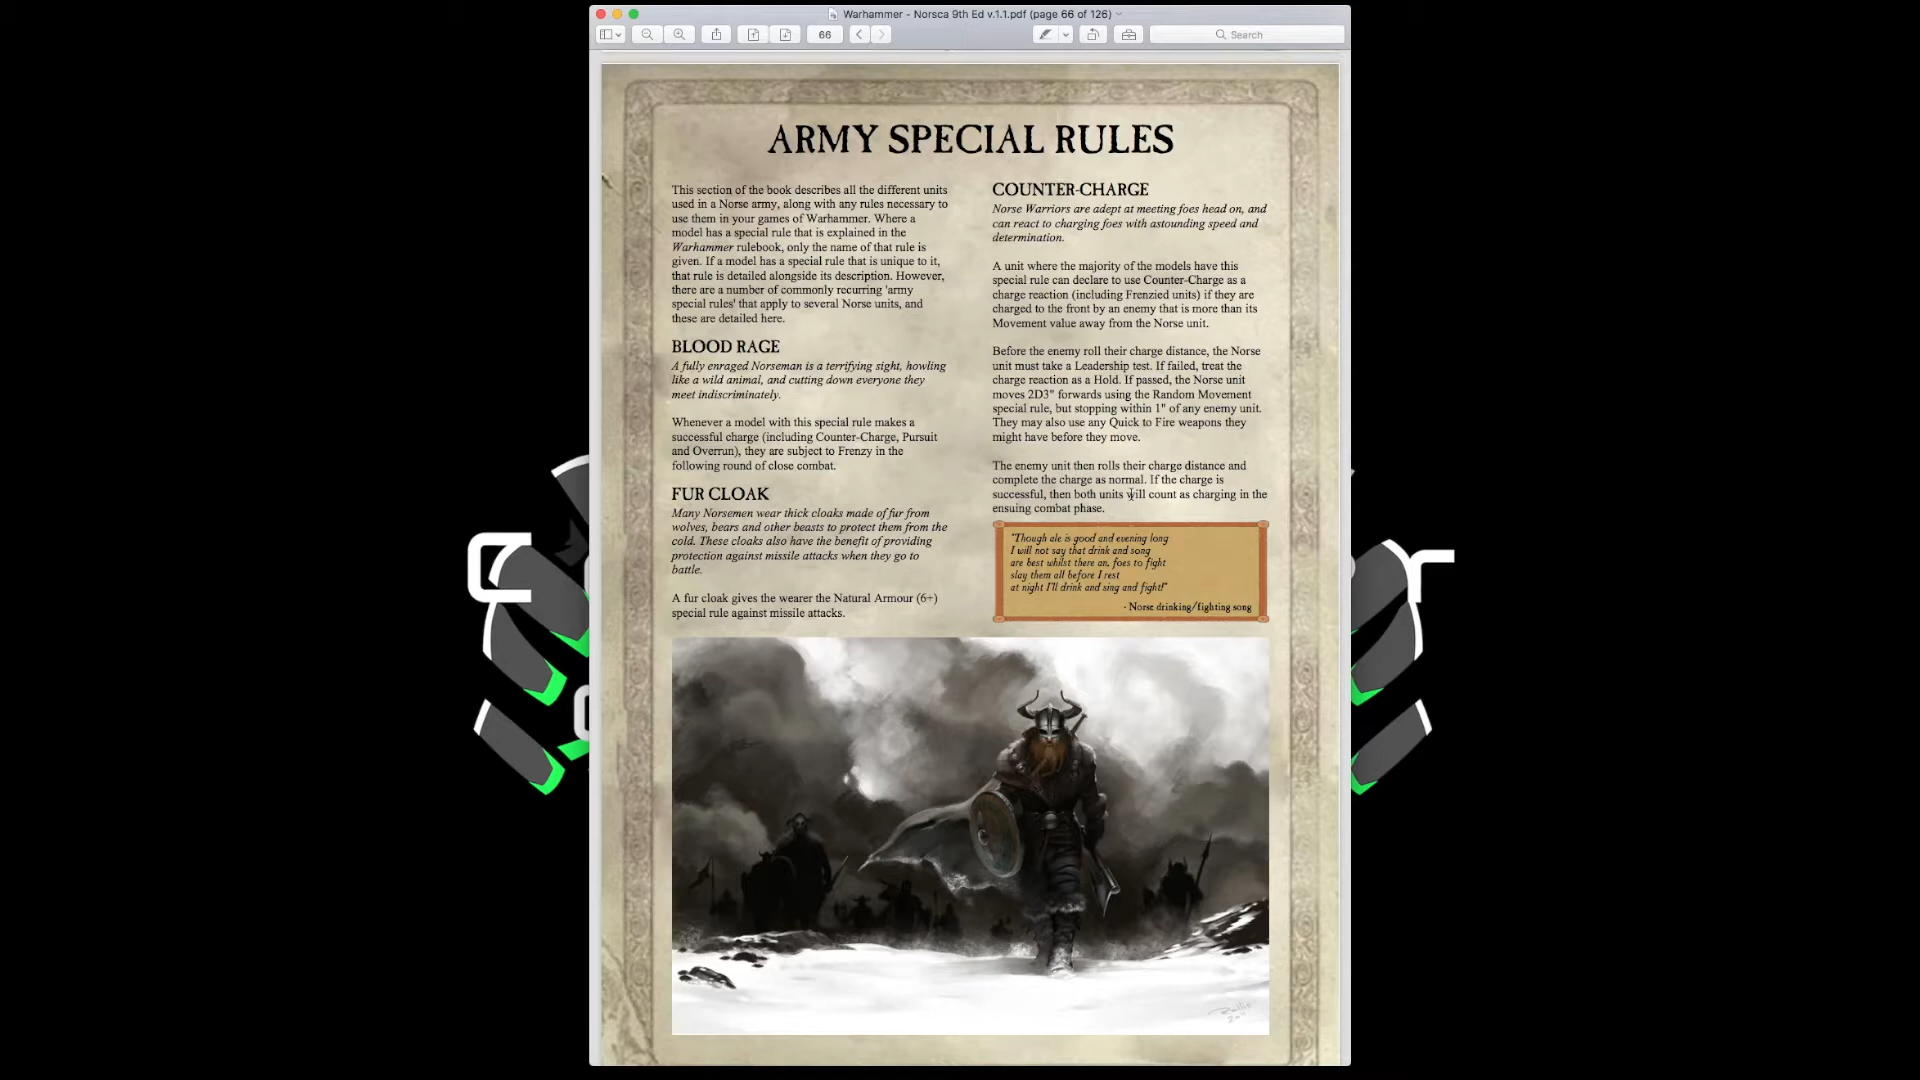 Warhammer - Norsca 9th Ed v.1.1.pdf (page 66 of 126)
66
Search
ARMY SPECIAL RULES
This section of the book describes all the different units
used in a Norse army, along with any rules necessary to
use them in your games of Warhammer. Where a
model has a special rule that is explained in the
Warhammer rulebook, only the name of that rule is
given. If a model has a special rule that is unique to it,
that rule is detailed alongside its description. However,
there are a number of commonly recurring 'army
special rules' that apply to several Norse units, and
these are detailed here.
BLOOD RAGE
A fully enraged Norseman is a terrifying sight, howling
like a wild animal, and cutting down everyone they
meet indiscriminately.
Whenever a model with this special rule makes a
successful charge (including Counter-Charge, Pursuit
and Overrun), they are subject to Frenzy in the
following round of close combat.
FUR CLOAK
Many Norsemen wear thick cloaks made of fur from
wolves, bears and other beasts to protect them from the
cold. These cloaks also have the benefit of providing
protection against missile attacks when they go to
battle.
A fur cloak gives the wearer the Natural Armour (6+)
special rule against missile attacks.
COUNTER-CHARGE
Norse Warriors are adept at meeting foes head on, and
can react to charging foes with astounding speed and
determination.
A unit where the majority of the models have this
special rule can declare to use Counter-Charge as a
charge reaction (including Frenzied units) if they are
charged to the front by an enemy that is more than its
Movement value away from the Norse unit.
Before the enemy roll their charge distance, the Norse
unit must take a Leadership test. If failed, treat the
charge reaction as a Hold. If passed, the Norse unit
moves 2D3" forwards using the Random Movement
special rule, but stopping within 1" of any enemy unit.
They may also use any Quick to Fire weapons they
might have before they move.
The enemy unit then rolls their charge distance and
complete the charge as normal. If the charge is
successful, then both units will count as charging in the
ensuing combat phase.
"Though ale is good and evening long
I will not say that drink and song
are best whilst there are foes to fight
slay them all before I rest
at night I'll drink and sing and fight!"
- Norse drinking/fighting song